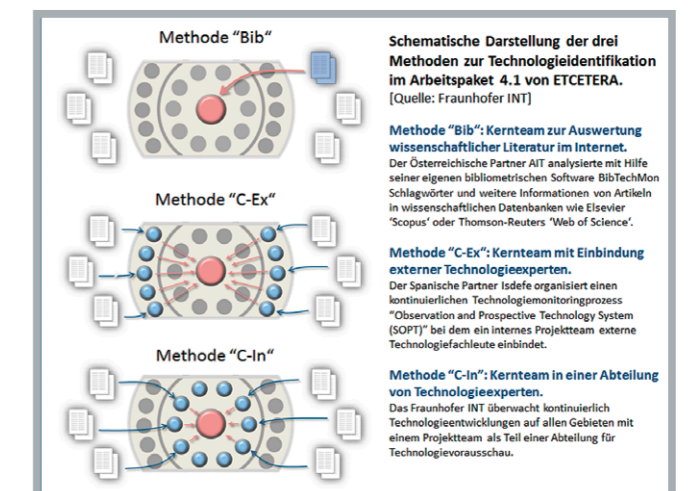 Methode "Bib"
Methode "C-Ex"
Methode "C-In"
Schematische Darstellung der drei
Methoden zur Technologieidentifikation
im Arbeitspaket 4.1 von ETCETERA.
[Quelle: Fraunhofer INT]
Methode "Bib": Kernteam zur Auswertung
wissenschaftlicher Literatur im Internet.
Der Österreichische Partner AIT analysierte mit Hilfe
seiner eigenen bibliometrischen Software BibTechMon
Schlagwörter und weitere Informationen von Artikeln
in wissenschaftlichen Datenbanken wie Elsevier
'Scopus' oder Thomson-Reuters 'Web of Science'.
Methode "C-Ex": Kernteam mit Einbindung
externer Technologieexperten.
Der Spanische Partner Isdefe organisiert einen
kontinuierlichen Technologiemonitoringprozess
"Observation and Prospective Technology System
(SOPT)" bei dem ein internes Projektteam externe
Technologiefachleute einbindet.
Methode "C-In": Kernteam in einer Abteilung
von Technologieexperten.
Das Fraunhofer INT überwacht kontinuierlich
Technologieentwicklungen auf allen Gebieten mit
einem Projektteam als Teil einer Abteilung für
Technologievorausschau.